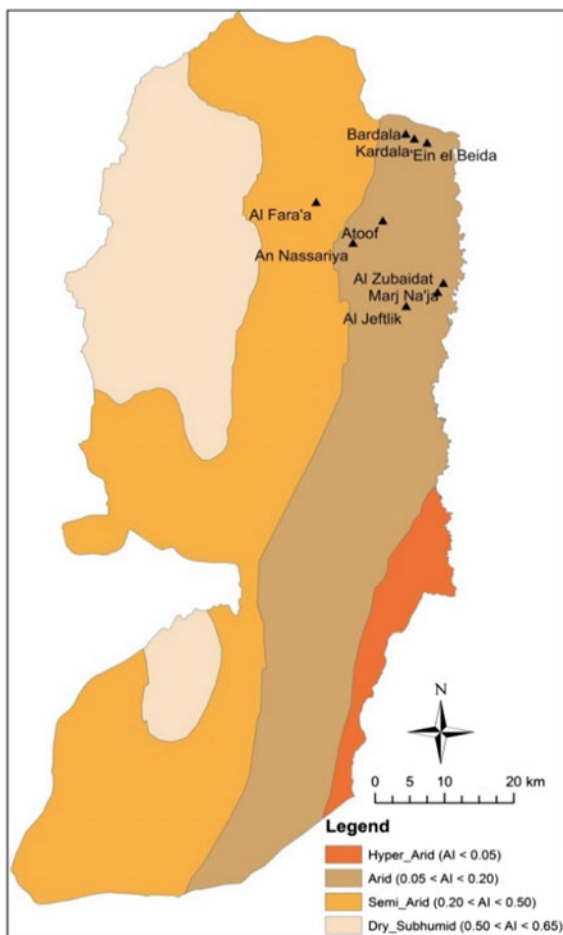 Bardala
Kardala
Ein el Beida
Al Fara'a
Atoof
An Nassariya
Al Zubaidat
Marj Na'ja
Al Jeftlik
N
0 5 10 20 km
Legend
Hyper_Arid (AI < 0.05)
Arid (0.05 < AI < 0.20)
Semi_Arid (0.20 < AI < 0.50)
Dry_Subhumid (0.50 < AI < 0.65)